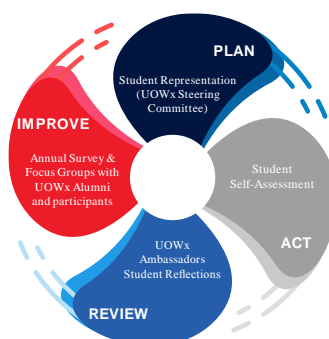 PLAN
Student Representation
(UOWx Steering
Committee)
Student
Self-Assessment
ACT
UOWx
Ambassadors
Student Reflections
REVIEW
IMPROVE
Annual Survey &
Focus Groups with
UOWx Alumni
and participants